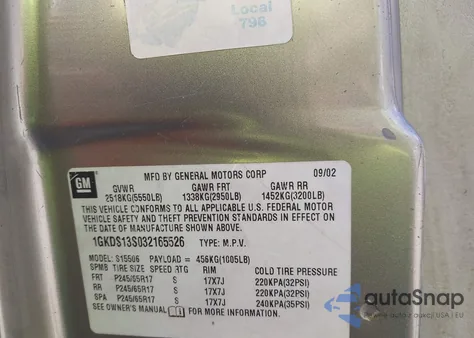 Local
798
GM
MFD BY GENERAL MOTORS CORP 09/02
GVWR GAWR FRT GAWR RR
2518KG(5550LB) 1338KG(2950LB) 1452KG(3200LB)
THIS VEHICLE CONFORMS TO ALL APPLICABLE U.S. FEDERAL MOTOR
VEHICLE SAFETY AND THEFT PREVENTION STANDARDS IN EFFECT ON
THE DATE OF MANUFACTURE SHOWN ABOVE.
1GKDS13S032165526 TYPE: M.P.V.
MODEL: S15506 PAYLOAD = 456KG(1005LB)
SPMB TIRE SIZE SPEED RTG RIM COLD TIRE PRESSURE
FRT P245/65R17 S 17X7J 220KPA(32PSI)
RR P245/65R17 S 17X7J 220KPA(32PSI)
SPA P245/65R17 S 17X7J 240KPA(35PSI)
SEE OWNER'S MANUAL FOR MORE INFORMATION.
autoSnap